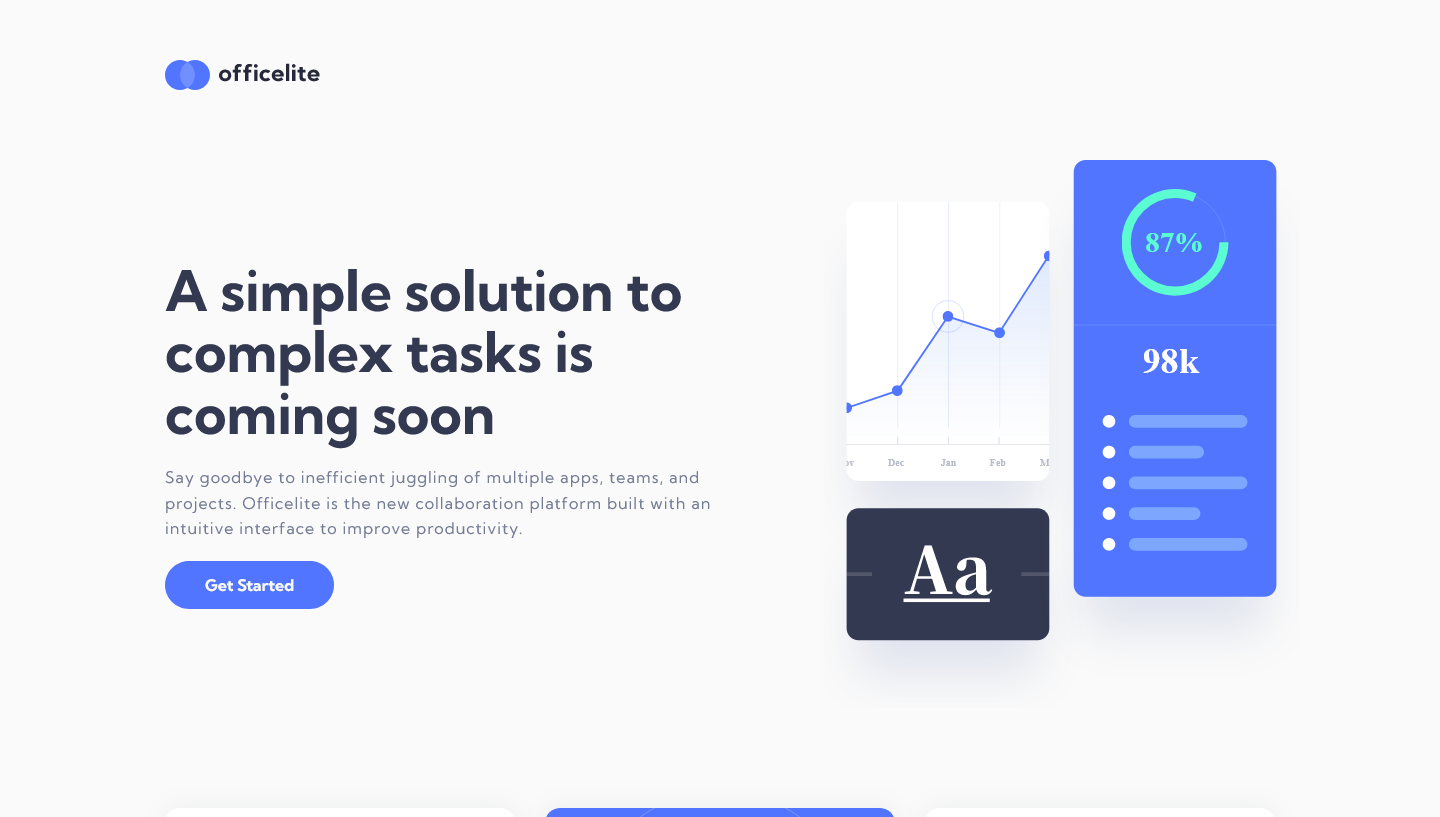 officelite
A simple solution to
complex tasks is
coming soon
Say goodbye to inefficient juggling of multiple apps, teams, and
projects. Officelite is the new collaboration platform built with an
intuitive interface to improve productivity.
Get Started
ov Dec Jan Feb M
Aa
87%
98k